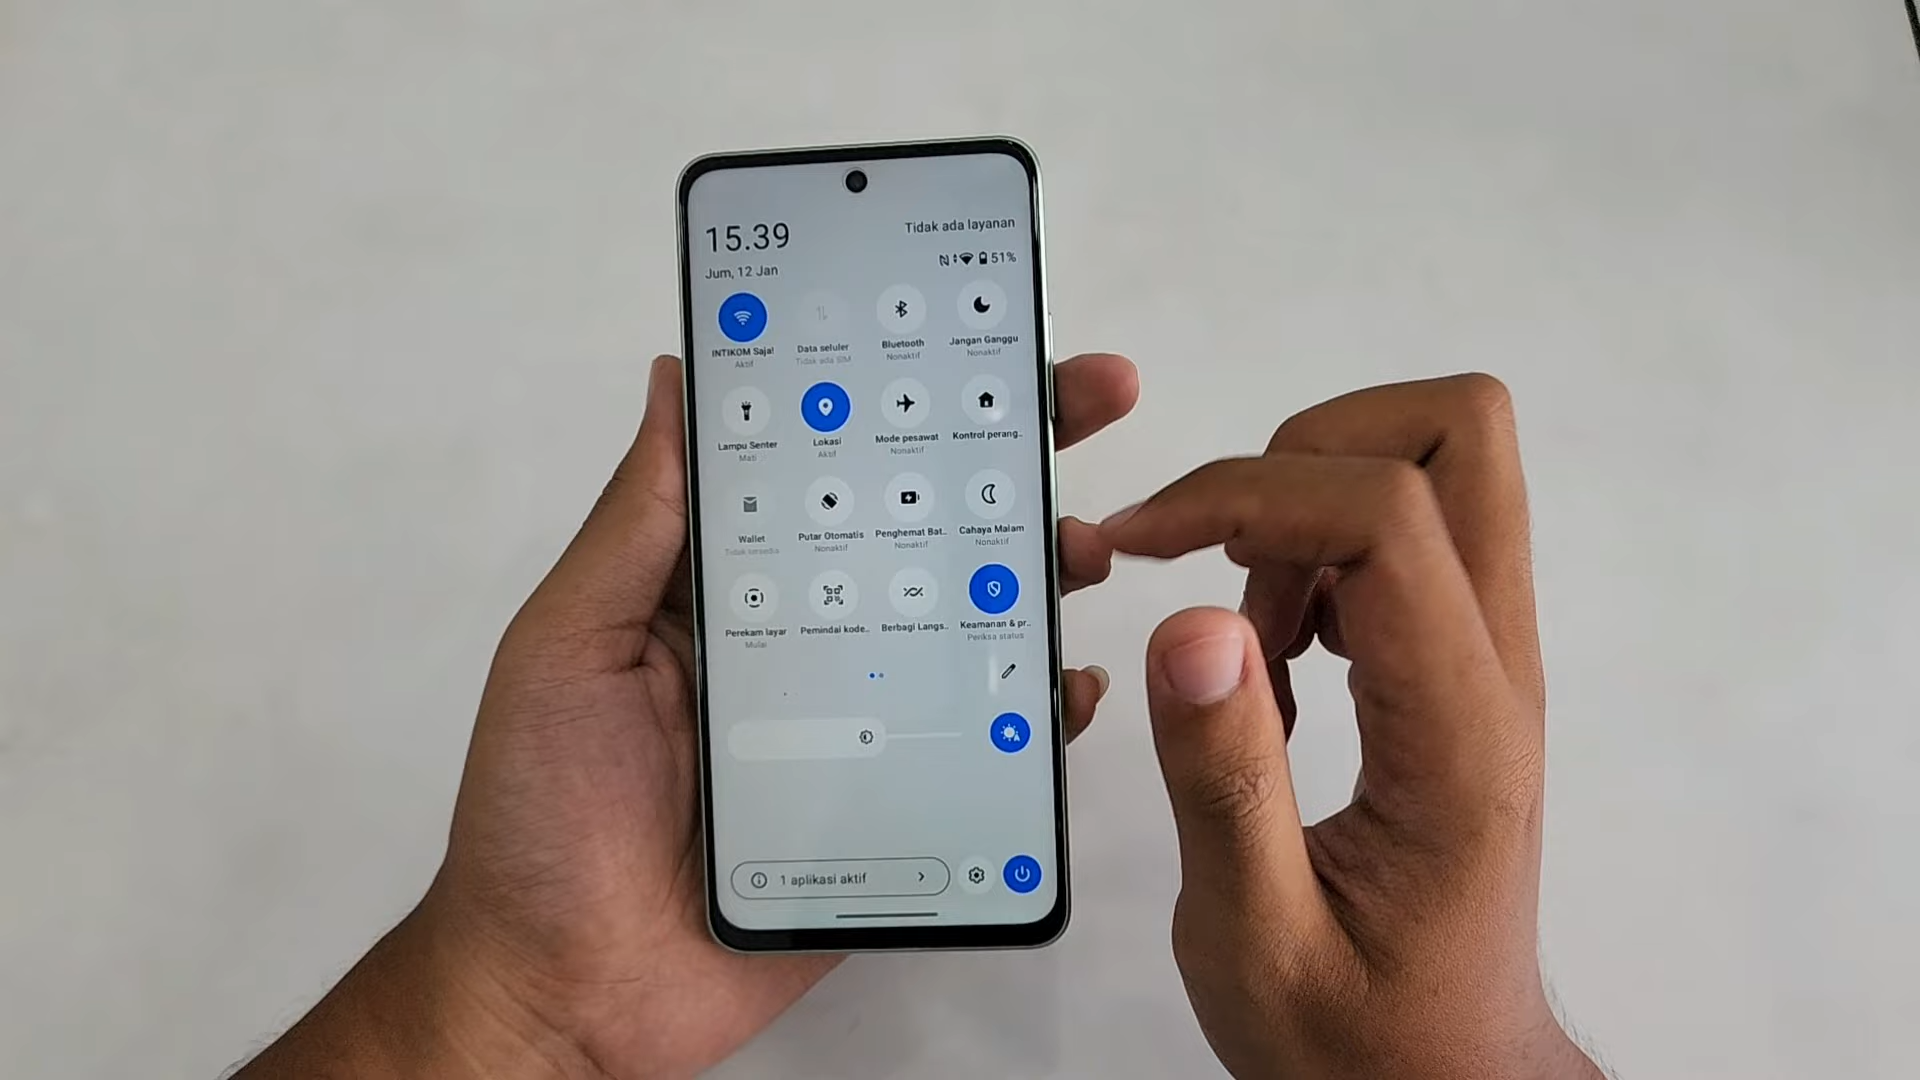 15.39
Tidak ada layanan
Jum, 12 Jan
51%
INTIKOM Saja!
Aktif
Data seluler
Tidak ada SIM
Bluetooth
Nonaktif
Jangan Ganggu
Nonaktif
Lampu Senter
Mati
Lokasi
Aktif
Mode pesawat
Nonaktif
Kontrol perang..
Wallet
Tidak tersedia
Putar Otomatis
Nonaktif
Penghemat Bat..
Nonaktif
Cahaya Malam
Nonaktif
Perekam layar
Mulai
Pemindai kode..
Berbagi Langs..
Keamanan & pr..
Periksa status
1 aplikasi aktif